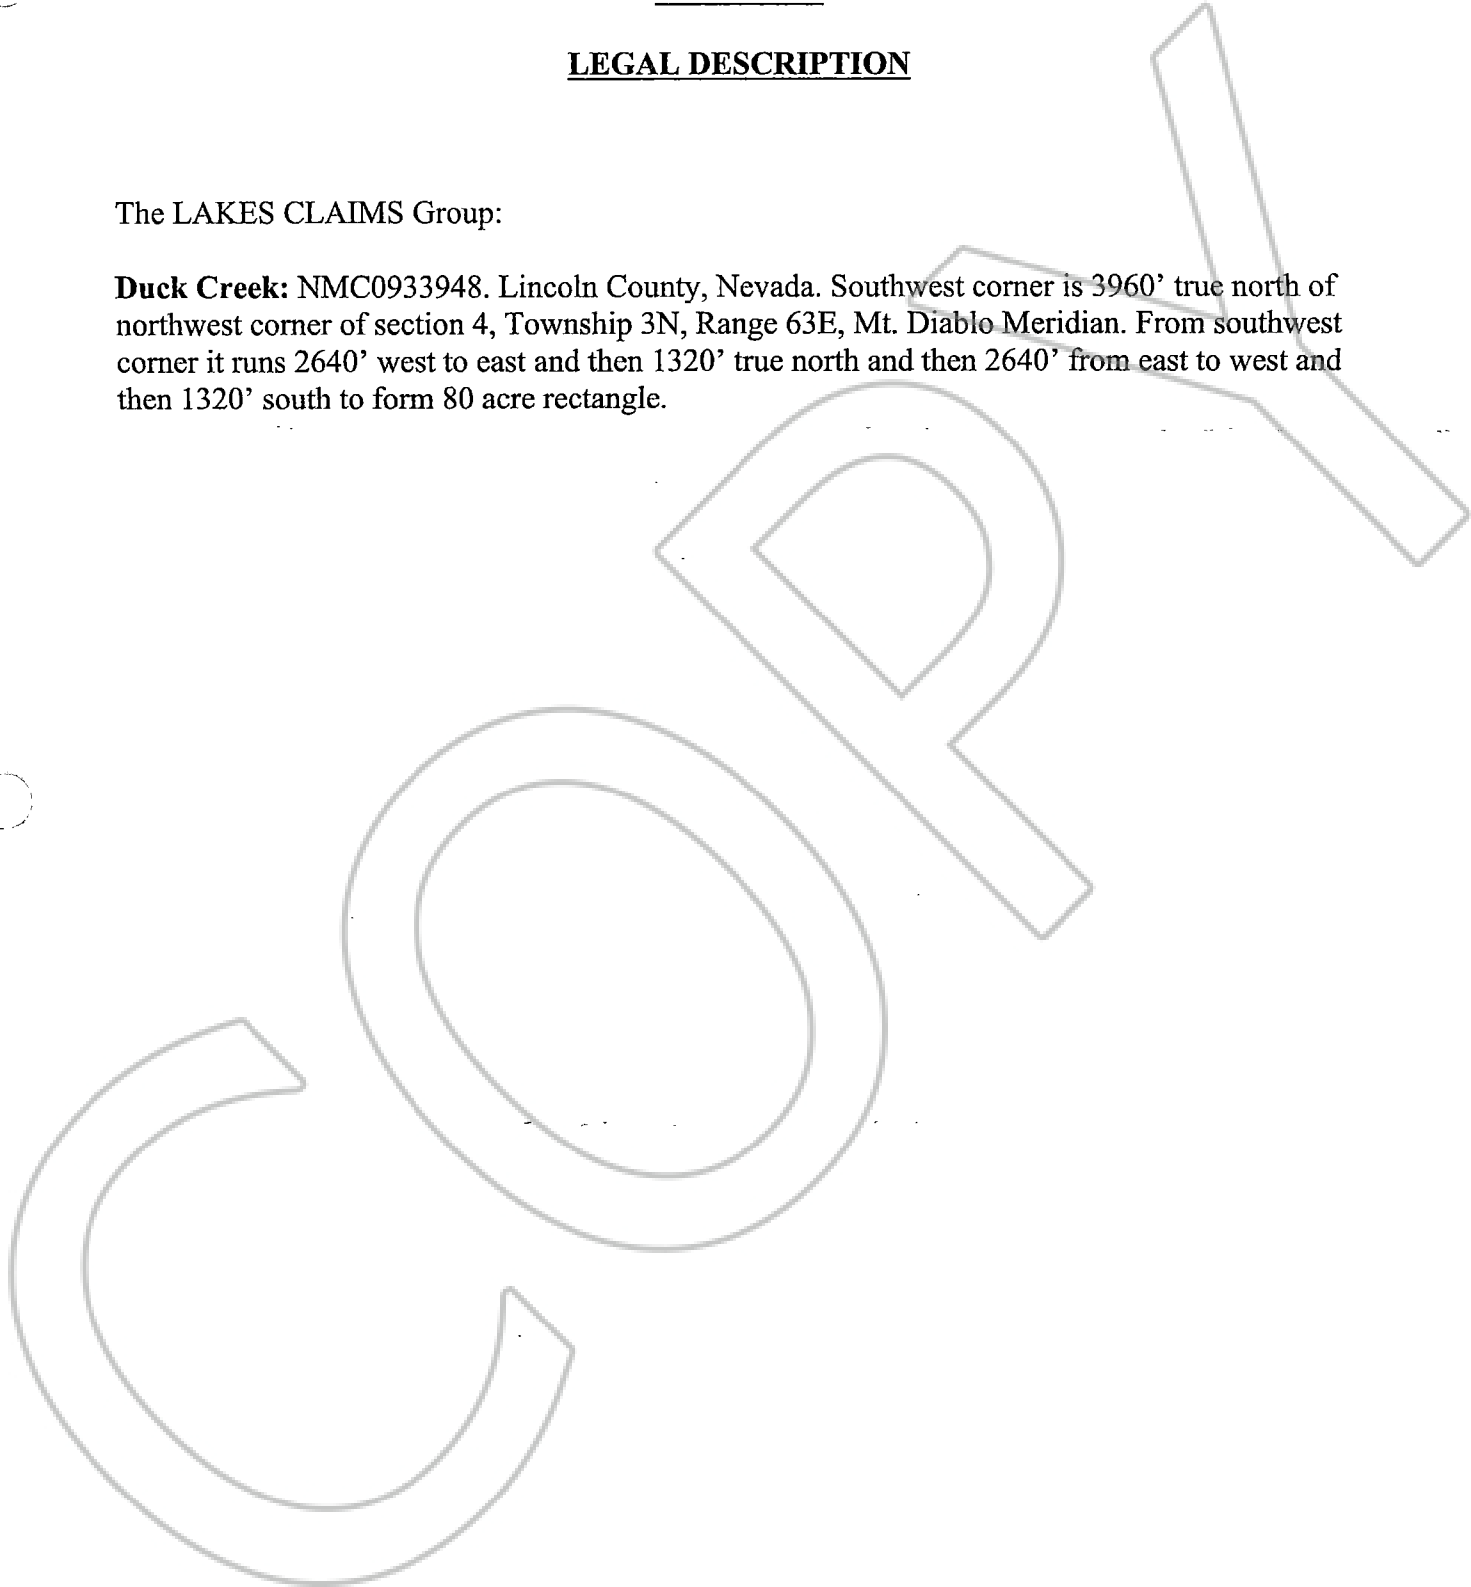 LEGAL DESCRIPTION
The LAKES CLAIMS Group:
Duck Creek: NMC0933948. Lincoln County, Nevada. Southwest corner is 3960’ true north of
northwest corner of section 4, Township 3N, Range 63E, Mt. Diablo Meridian. From southwest
corner it runs 2640’ west to east and then 1320’ true north and then 2640’ from east to west and
then 1320’ south to form 80 acre rectangle.
COPY